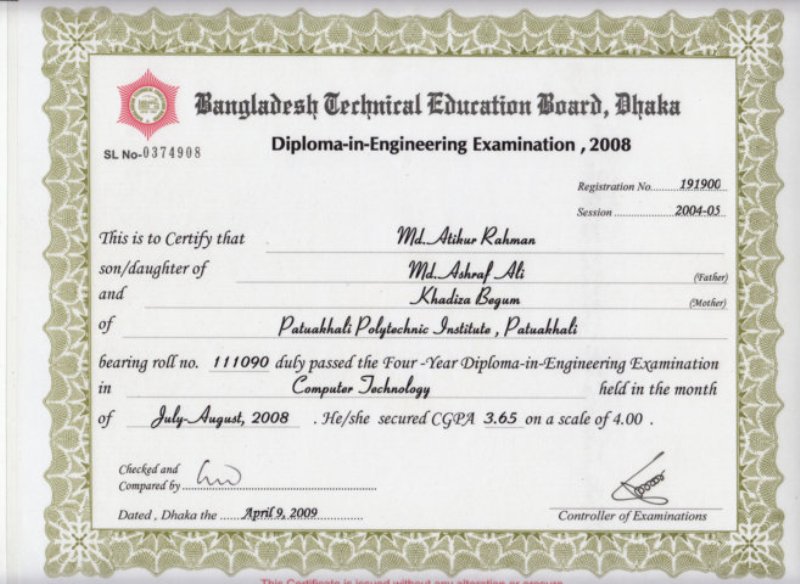 Bangladesh Technical Education Board, Dhaka
SL No-0374908
Diploma-in-Engineering Examination , 2008
Registration No. 191900
Session 2004-05
This is to Certify that Md. Atikur Rahman
son/daughter of Md. Ashraf Ali (Father)
and Khadiza Begum (Mother)
of Patuakhali Polytechnic Institute , Patuakhali
bearing roll no. 111090 duly passed the Four -Year Diploma-in-Engineering Examination
in Computer Technology held in the month
of July-August, 2008 . He/she secured CGPA 3.65 on a scale of 4.00 .
Checked and
Compared by
Dated , Dhaka the April 9, 2009
Controller of Examinations
This Certificate is issued without any alteration or erasure